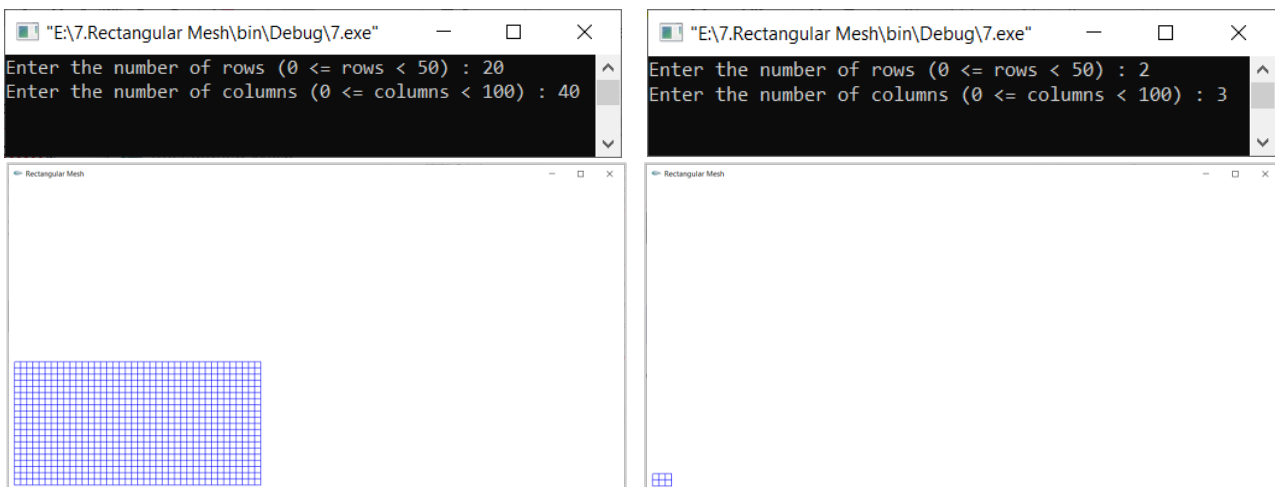 "E:\7.Rectangular Mesh\bin\Debug\7.exe"
Enter the number of rows (0 <= rows < 50) : 20
Enter the number of columns (0 <= columns < 100) : 40
"E:\7.Rectangular Mesh\bin\Debug\7.exe"
Enter the number of rows (0 <= rows < 50) : 2
Enter the number of columns (0 <= columns < 100) : 3
Rectangular Mesh
Rectangular Mesh